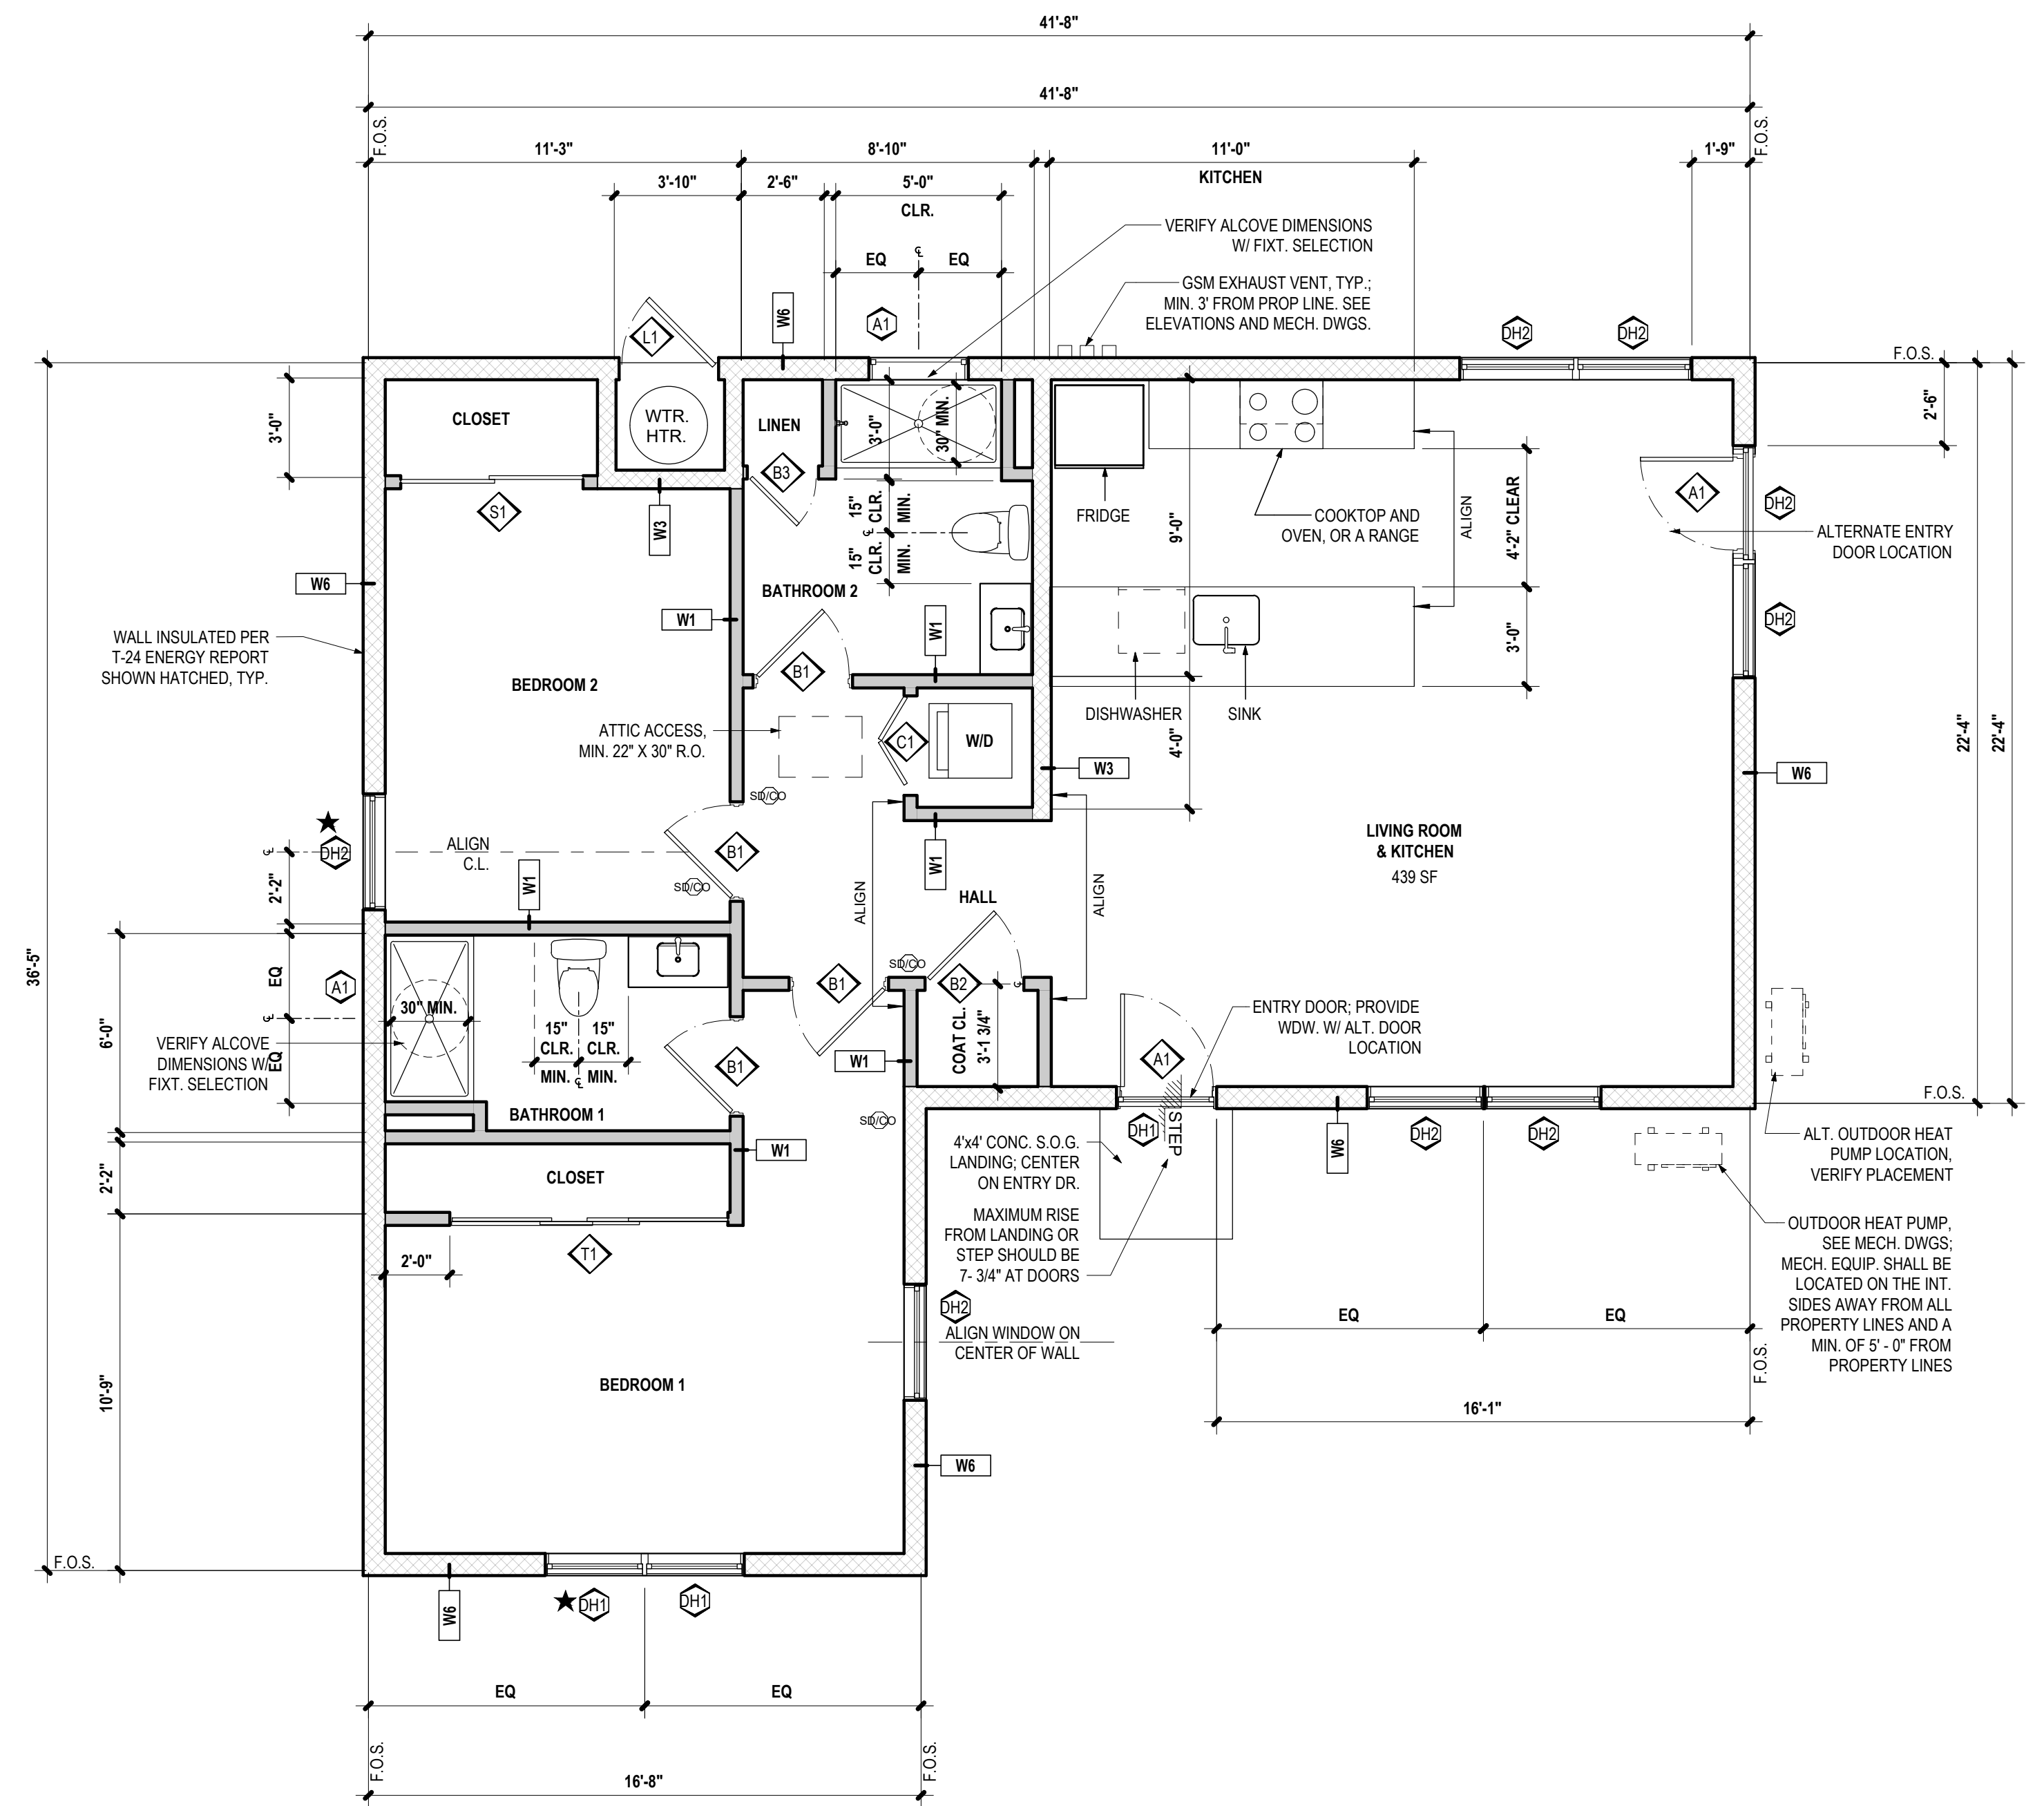 41'-8"
41'-8"
F.O.S.
F.O.S.
11'-3"
8'-10"
11'-0"
1'-9"
KITCHEN
3'-10"
2'-6"
5'-0"
CLR.
VERIFY ALCOVE DIMENSIONS
W/ FIXT. SELECTION
EQ
EQ
GSM EXHAUST VENT, TYP.;
MIN. 3' FROM PROP LINE. SEE
ELEVATIONS AND MECH. DWGS.
W6
A1
L1
DH2
DH2
F.O.S.
3'-0"
CLOSET
WTR.
HTR.
LINEN
3'-0"
30" MIN.
2'-6"
B3
S1
W3
15"
CLR.
MIN.
15"
CLR.
MIN.
FRIDGE
COOKTOP AND
OVEN, OR A RANGE
9'-0"
ALIGN
4'-2" CLEAR
A1
DH2
ALTERNATE ENTRY
DOOR LOCATION
W6
BATHROOM 2
W1
W1
DH2
WALL INSULATED PER
T-24 ENERGY REPORT
SHOWN HATCHED, TYP.
BEDROOM 2
B1
3'-0"
DISHWASHER
SINK
ATTIC ACCESS,
MIN. 22" X 30" R.O.
C1
W/D
4'-0"
W3
22'-4"
22'-4"
W6
SD/CO
LIVING ROOM
& KITCHEN
439 SF
DH2
ALIGN
C.L.
B1
W1
SD/CO
W1
2'-2"
ALIGN
HALL
ALIGN
36'-5"
EQ
A1
EQ
6'-0"
30" MIN.
15"
CLR.
MIN.
15"
CLR.
MIN.
VERIFY ALCOVE
DIMENSIONS W/
FIXT. SELECTION
SD/CO
B1
B2
COAT CL.
3'-1 3/4"
W1
B1
A1
ENTRY DOOR; PROVIDE
WDW. W/ ALT. DOOR
LOCATION
F.O.S.
BATHROOM 1
SD/CO
DH1
STEP
W6
DH2
DH2
4'x4' CONC. S.O.G.
LANDING; CENTER
ON ENTRY DR.
ALT. OUTDOOR HEAT
PUMP LOCATION,
VERIFY PLACEMENT
W1
2'-2"
CLOSET
MAXIMUM RISE
FROM LANDING OR
STEP SHOULD BE
7- 3/4" AT DOORS
OUTDOOR HEAT PUMP,
SEE MECH. DWGS;
MECH. EQUIP. SHALL BE
LOCATED ON THE INT.
SIDES AWAY FROM ALL
PROPERTY LINES AND A
MIN. OF 5' - 0" FROM
PROPERTY LINES
2'-0"
T1
DH2
ALIGN WINDOW ON
CENTER OF WALL
EQ
EQ
F.O.S.
10'-9"
BEDROOM 1
16'-1"
W6
F.O.S.
W6
DH1
DH1
EQ
EQ
F.O.S.
F.O.S.
16'-8"